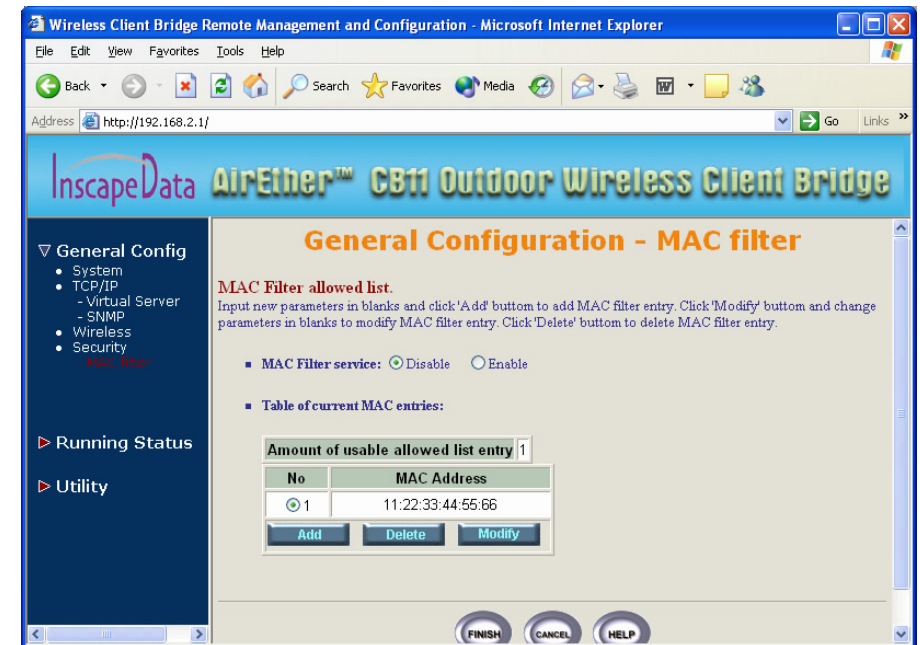 Wireless Client Bridge Remote Management and Configuration - Microsoft Internet Explorer
File Edit View Favorites Tools Help
Back Search Favorites Media
Address http://192.168.2.1/ Go Links »
InscapeData AirEther™ CB11 Outdoor Wireless Client Bridge
General Config
System
TCP/IP
- Virtual Server
- SNMP
Wireless
Security
- MAC filter
Running Status
Utility
General Configuration - MAC filter
MAC Filter allowed list.
Input new parameters in blanks and click 'Add' buttom to add MAC filter entry. Click 'Modify' buttom and change
parameters in blanks to modify MAC filter entry. Click 'Delete' buttom to delete MAC filter entry.
MAC Filter service: Disable Enable
Table of current MAC entries:
Amount of usable allowed list entry 1
No MAC Address
1 11:22:33:44:55:66
Add Delete Modify
FINISH CANCEL HELP